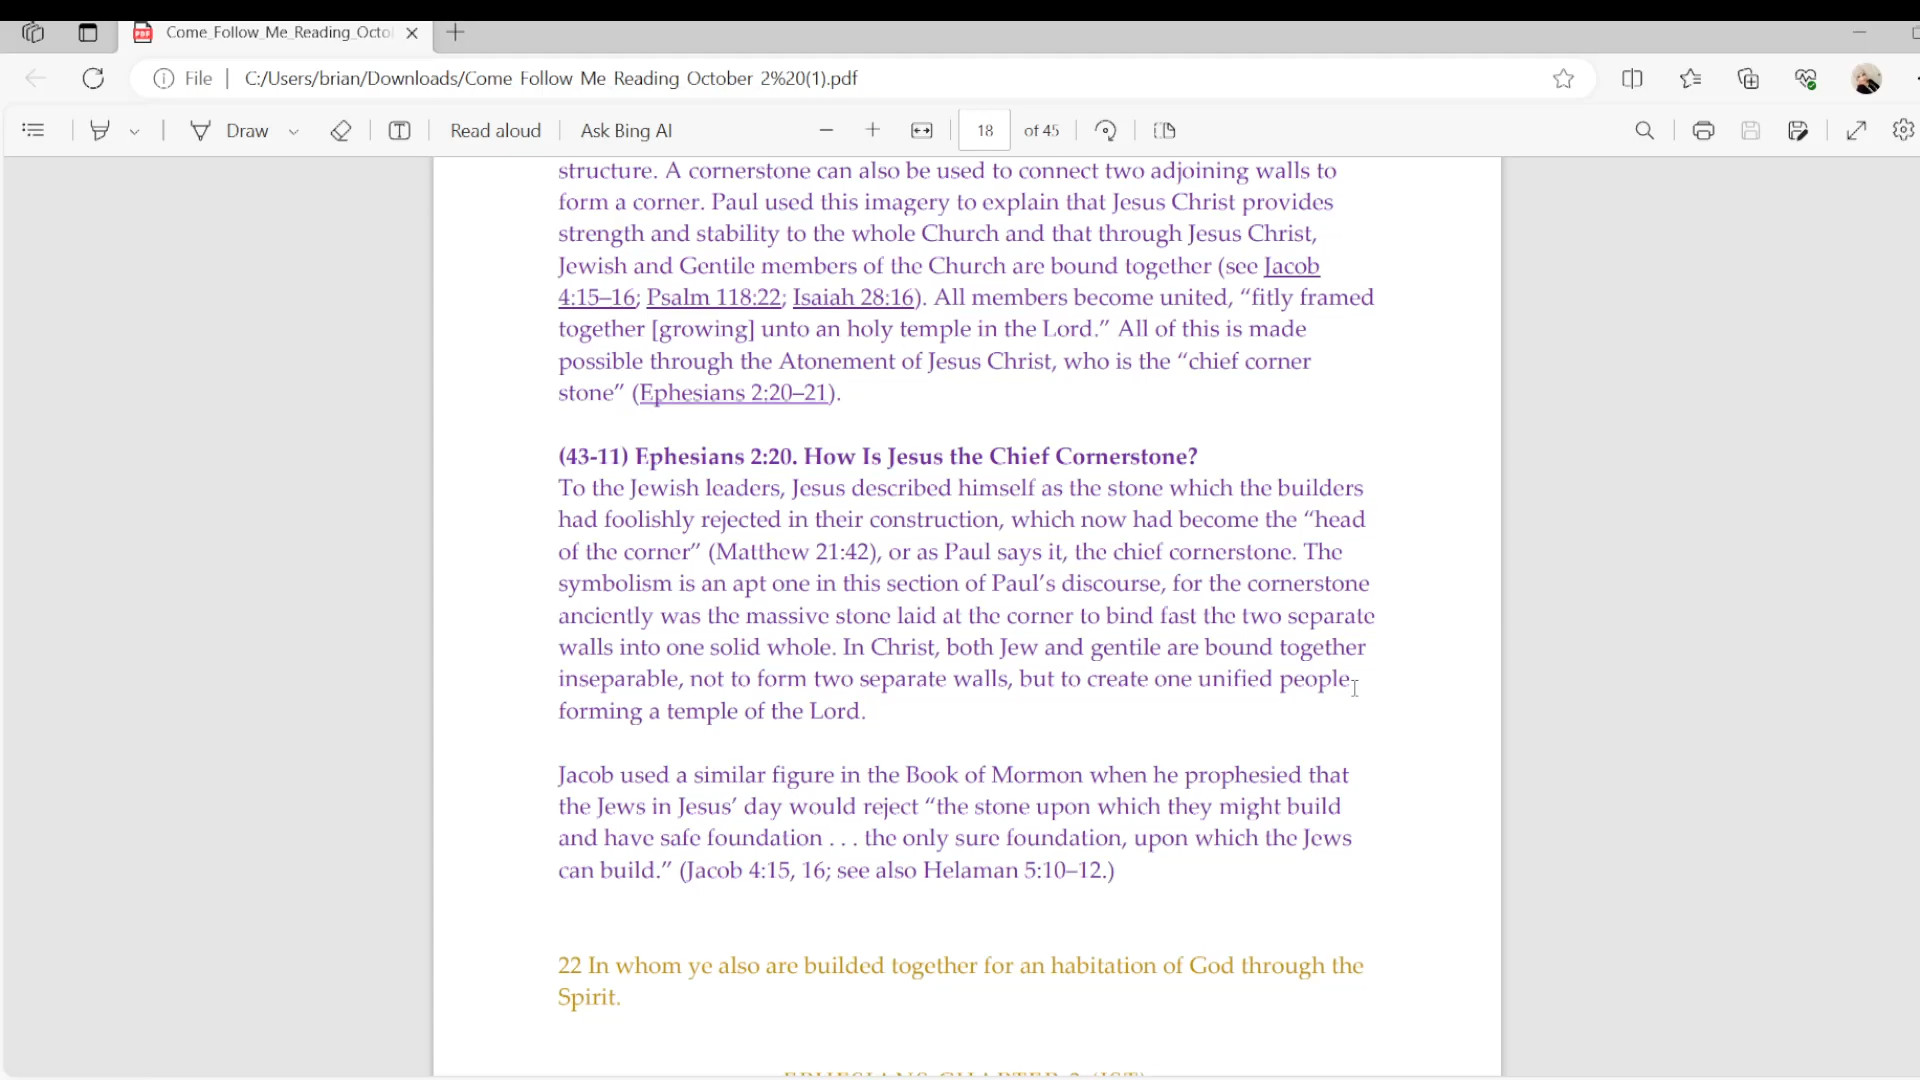 Come_Follow_Me_Reading_Octo
File
C:/Users/brian/Downloads/Come Follow Me Reading October 2%20(1).pdf
Draw
Read aloud
Ask Bing AI
18
of 45
structure. A cornerstone can also be used to connect two adjoining walls to
form a corner. Paul used this imagery to explain that Jesus Christ provides
strength and stability to the whole Church and that through Jesus Christ,
Jewish and Gentile members of the Church are bound together (see Jacob
4:15–16; Psalm 118:22; Isaiah 28:16). All members become united, “fitly framed
together [growing] unto an holy temple in the Lord.” All of this is made
possible through the Atonement of Jesus Christ, who is the “chief corner
stone” (Ephesians 2:20–21).
(43-11) Ephesians 2:20. How Is Jesus the Chief Cornerstone?
To the Jewish leaders, Jesus described himself as the stone which the builders
had foolishly rejected in their construction, which now had become the “head
of the corner” (Matthew 21:42), or as Paul says it, the chief cornerstone. The
symbolism is an apt one in this section of Paul’s discourse, for the cornerstone
anciently was the massive stone laid at the corner to bind fast the two separate
walls into one solid whole. In Christ, both Jew and gentile are bound together
inseparable, not to form two separate walls, but to create one unified people,
forming a temple of the Lord.
Jacob used a similar figure in the Book of Mormon when he prophesied that
the Jews in Jesus’ day would reject “the stone upon which they might build
and have safe foundation . . . the only sure foundation, upon which the Jews
can build.” (Jacob 4:15, 16; see also Helaman 5:10–12.)
22 In whom ye also are builded together for an habitation of God through the
Spirit.